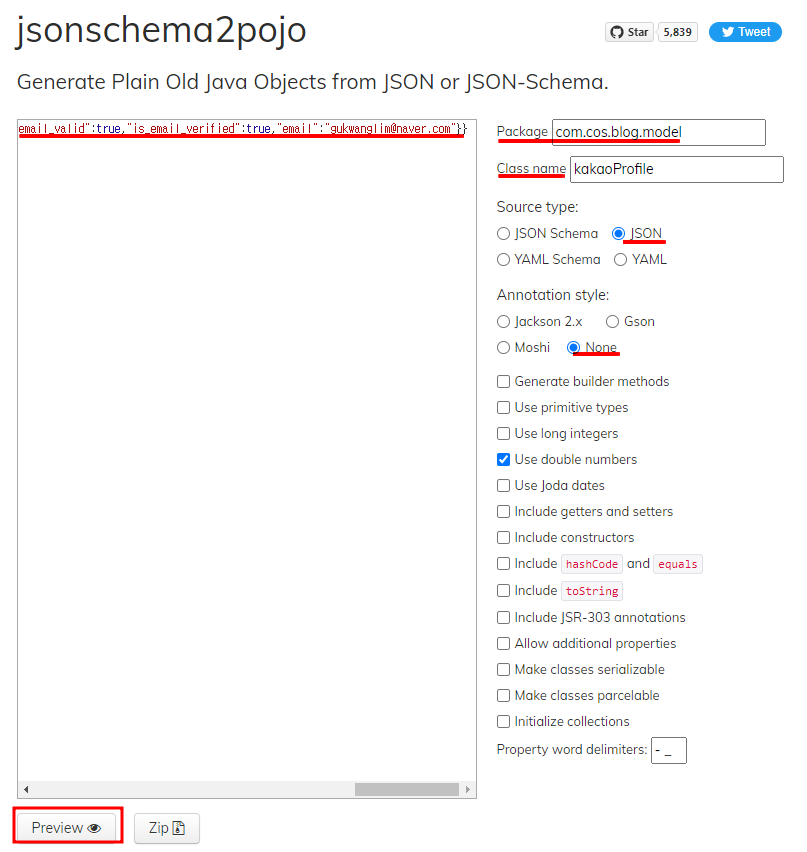 jsonschema2pojo
Star 5,839 Tweet
Generate Plain Old Java Objects from JSON or JSON-Schema.
email_valid":true,"is_email_verified":true,"email":"gukwanglim@naver.com"}}
Package com.cos.blog.model
Class name kakaoProfile
Source type:
JSON Schema JSON
YAML Schema YAML
Annotation style:
Jackson 2.x Gson
Moshi None
Generate builder methods
Use primitive types
Use long integers
Use double numbers
Use Joda dates
Include getters and setters
Include constructors
Include hashCode and equals
Include toString
Include JSR-303 annotations
Allow additional properties
Make classes serializable
Make classes parcelable
Initialize collections
Property word delimiters: - _
Preview Zip